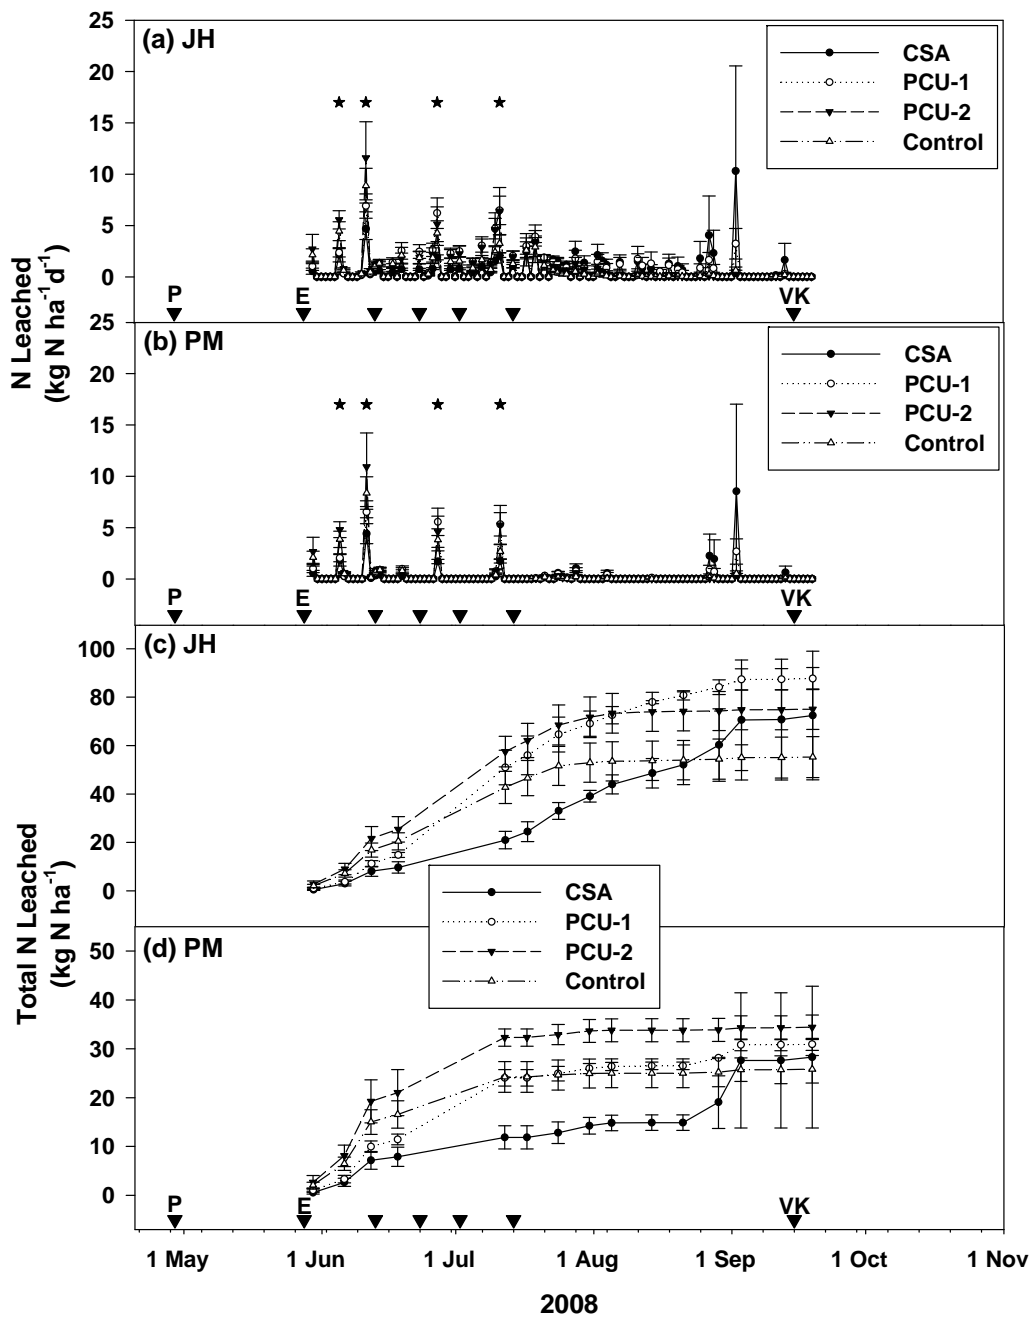 25
(a) JH
20
15
10
5
0
CSA
PCU-1
PCU-2
Control
P
E
VK
N Leached
(kg N ha-1 d-1)
25
(b) PM
20
15
10
5
0
CSA
PCU-1
PCU-2
Control
P
E
VK
(c) JH
100
80
60
40
20
0
CSA
PCU-1
PCU-2
Control
Total N Leached
(kg N ha-1)
(d) PM
50
40
30
20
10
0
P
E
VK
1 May
1 Jun
1 Jul
1 Aug
1 Sep
1 Oct
1 Nov
2008